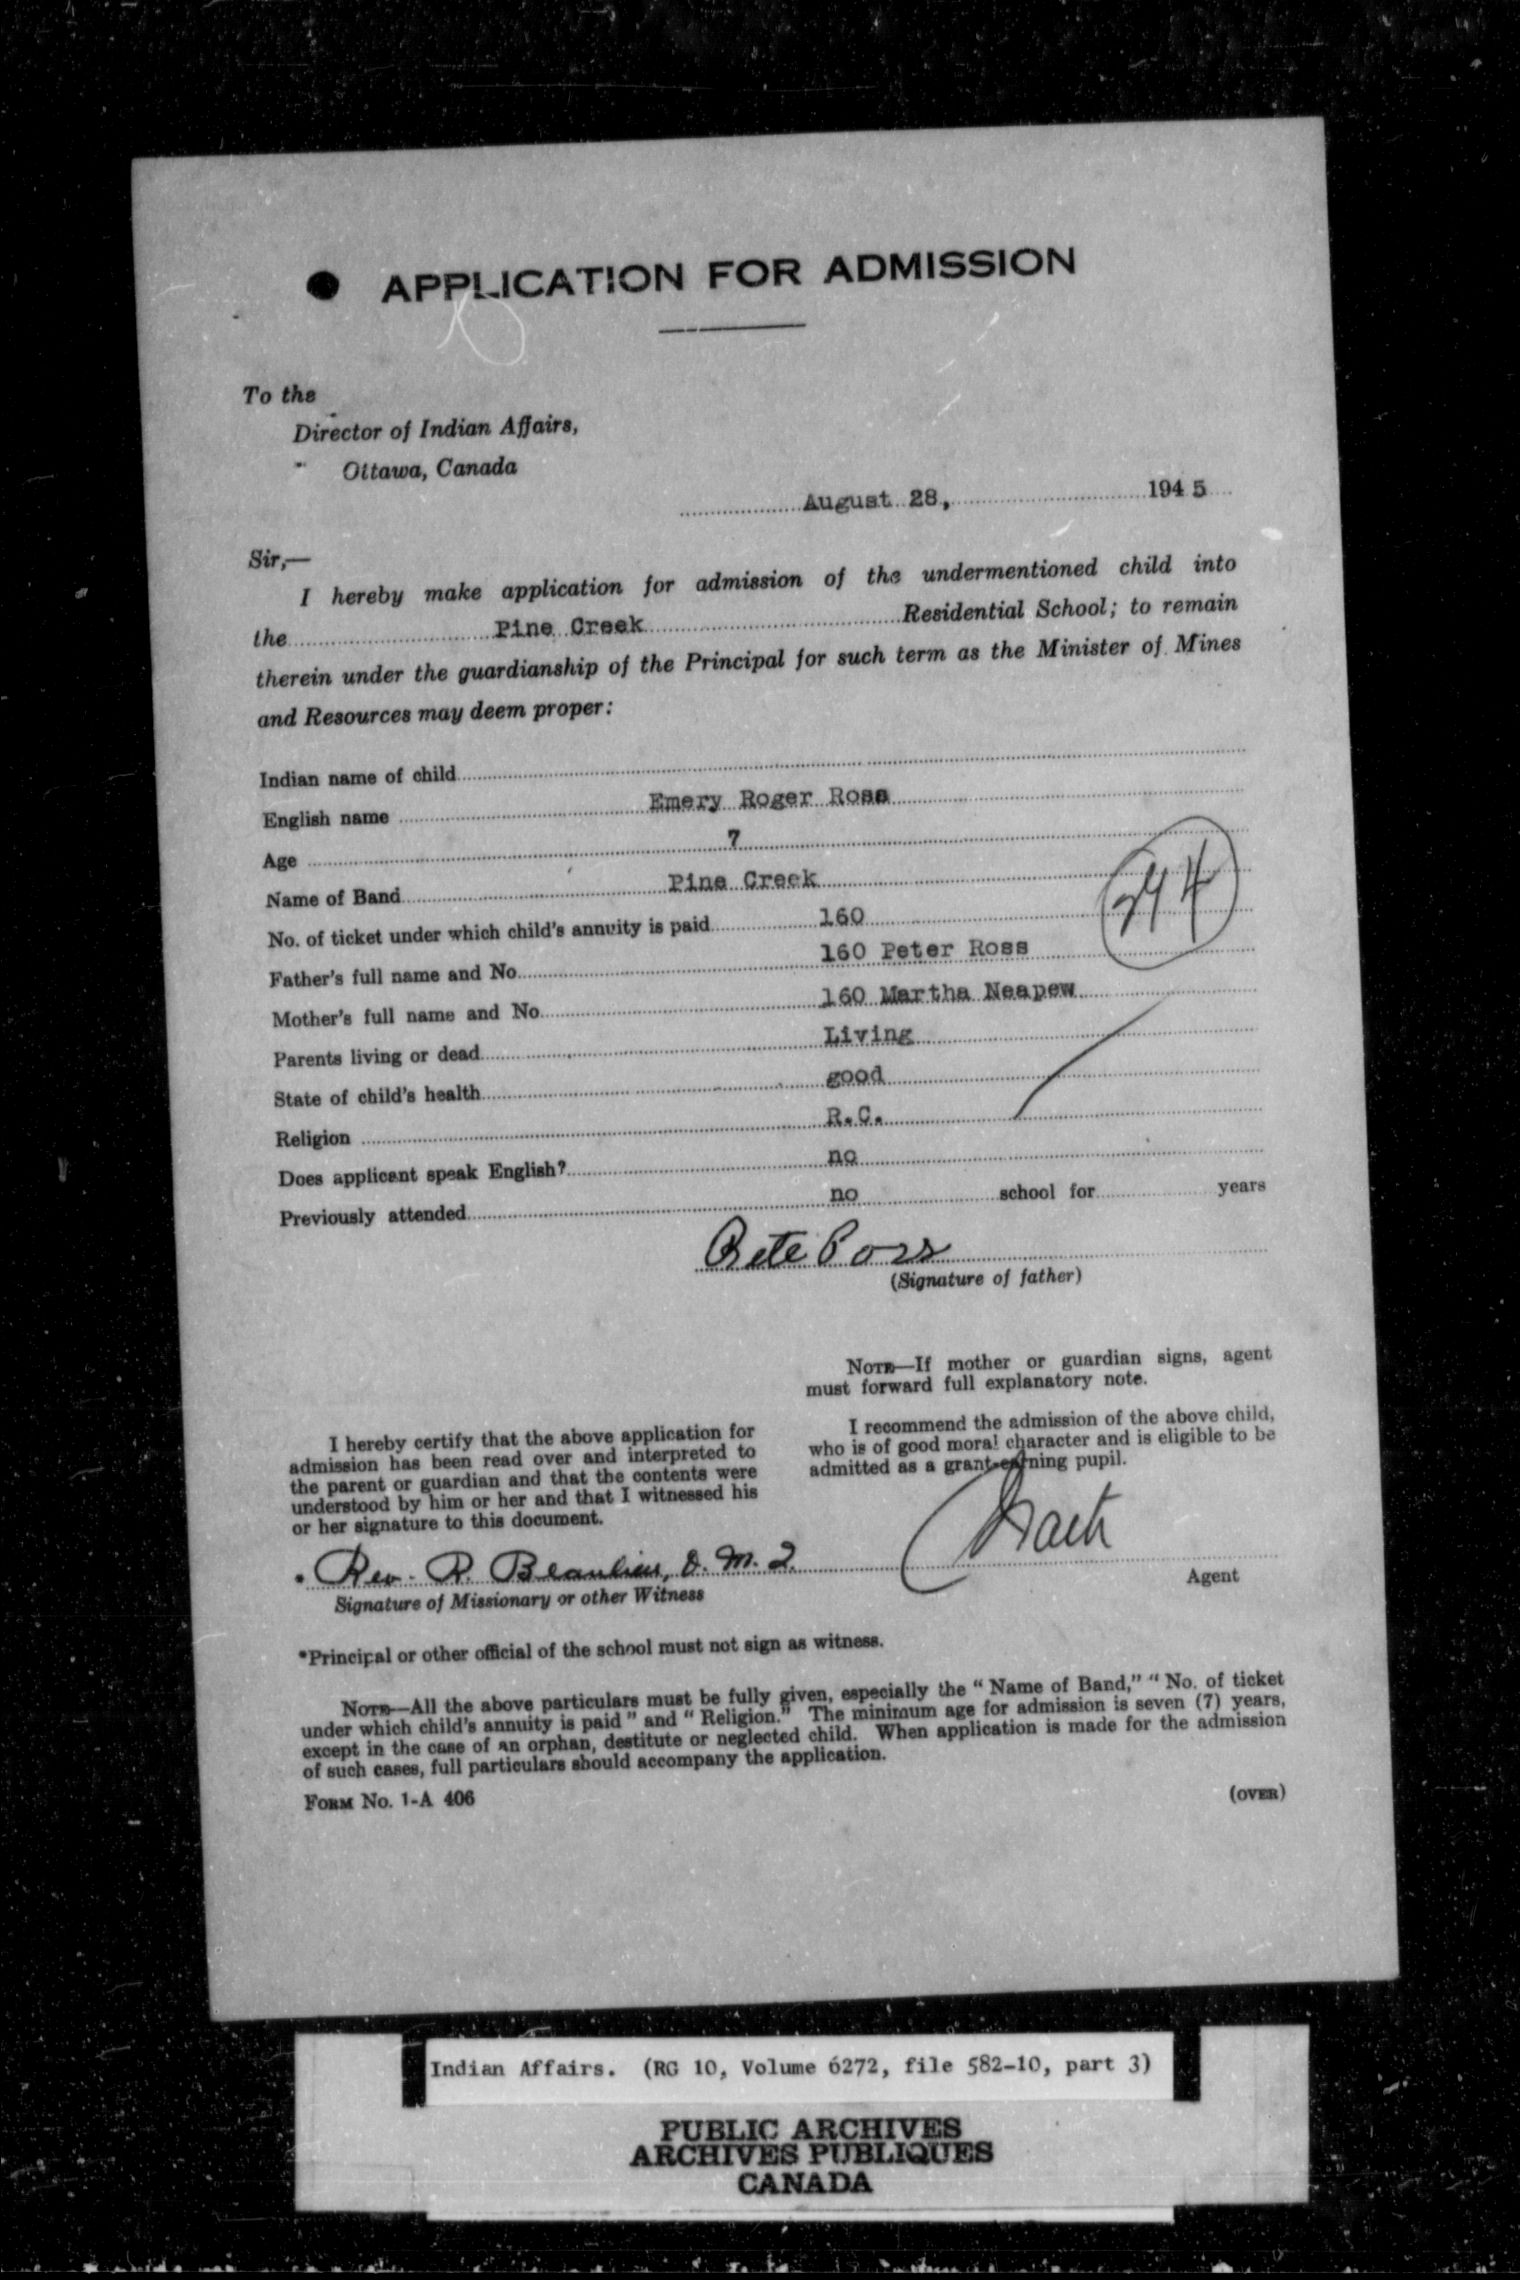 APPLICATION FOR ADMISSION
To the
Director of Indian Affairs,
Ottawa, Canada
August 28, 1945
Sir,—
I hereby make application for admission of the undermentioned child into
the Pine Creek Residential School; to remain
therein under the guardianship of the Principal for such term as the Minister of Mines
and Resources may deem proper:
Indian name of child
English name Emery Roger Ross
Age 7
Name of Band Pine Creek
244
No. of ticket under which child's annuity is paid 160
Father's full name and No. 160 Peter Ross
Mother's full name and No. 160 Martha Neapew
Parents living or dead Living
State of child's health good
Religion R.C.
Does applicant speak English? no
Previously attended no school for years
Pete Ross
(Signature of father)
NOTE—If mother or guardian signs, agent
must forward full explanatory note.
I hereby certify that the above application for
admission has been read over and interpreted to
the parent or guardian and that the contents were
understood by him or her and that I witnessed his
or her signature to this document.
I recommend the admission of the above child,
who is of good moral character and is eligible to be
admitted as a grant-earning pupil.
Rev. R. Beaulieu, O.M.I.
Signature of Missionary or other Witness
Agent
*Principal or other official of the school must not sign as witness.
NOTE—All the above particulars must be fully given, especially the "Name of Band," "No. of ticket
under which child's annuity is paid" and "Religion." The minimum age for admission is seven (7) years,
except in the case of an orphan, destitute or neglected child. When application is made for the admission
of such cases, full particulars should accompany the application.
FORM No. 1-A 406
(OVER)
Indian Affairs. (RG 10, Volume 6272, file 582-10, part 3)
PUBLIC ARCHIVES
ARCHIVES PUBLIQUES
CANADA